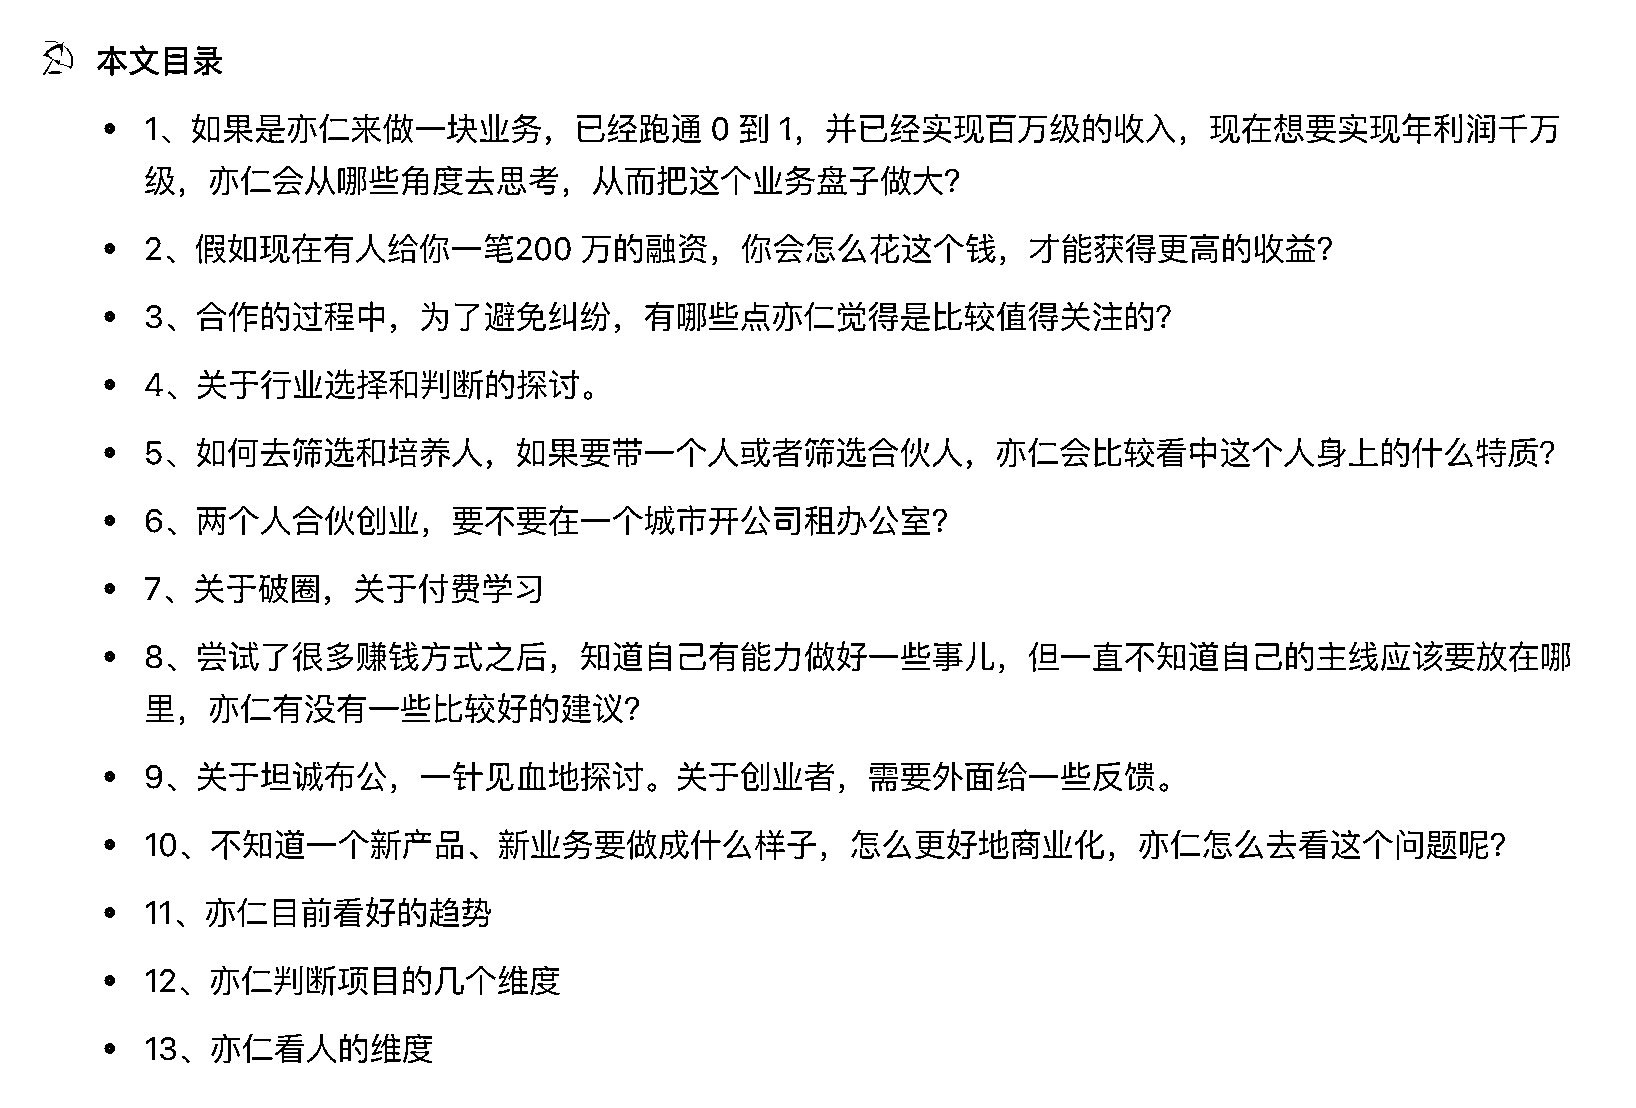 本文目录
• 1、如果是亦仁来做一块业务，已经跑通 0 到 1，并已经实现百万级的收入，现在想要实现年利润千万
级，亦仁会从哪些角度去思考，从而把这个业务盘子做大？
• 2、假如现在有人给你一笔200 万的融资，你会怎么花这个钱，才能获得更高的收益？
• 3、合作的过程中，为了避免纠纷，有哪些点亦仁觉得是比较值得关注的？
• 4、关于行业选择和判断的探讨。
• 5、如何去筛选和培养人，如果要带一个人或者筛选合伙人，亦仁会比较看中这个人身上的什么特质？
• 6、两个人合伙创业，要不要在一个城市开公司租办公室？
• 7、关于破圈，关于付费学习
• 8、尝试了很多赚钱方式之后，知道自己有能力做好一些事儿，但一直不知道自己的主线应该要放在哪
里，亦仁有没有一些比较好的建议？
• 9、关于坦诚布公，一针见血地探讨。关于创业者，需要外面给一些反馈。
• 10、不知道一个新产品、新业务要做成什么样子，怎么更好地商业化，亦仁怎么去看这个问题呢？
• 11、亦仁目前看好的趋势
• 12、亦仁判断项目的几个维度
• 13、亦仁看人的维度